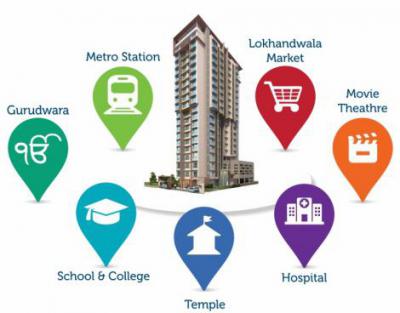 Metro Station
Lokhandwala
Market
Gurudwara
Movie
Theathre
ੴ
School & College
Hospital
Temple